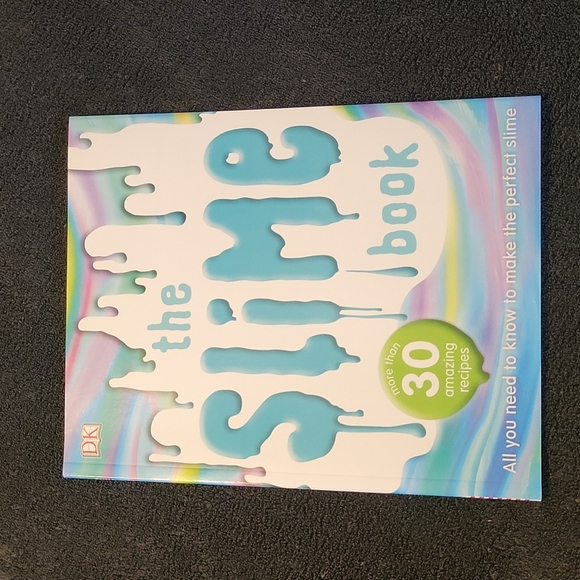 DK
the
SLiMe
book
more than
30
amazing
recipes
All you need to know to make the perfect slime